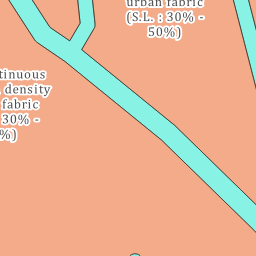 urban fabric
(S.L. : 30% -
50%)
tinuous
density
fabric
30% -
%)